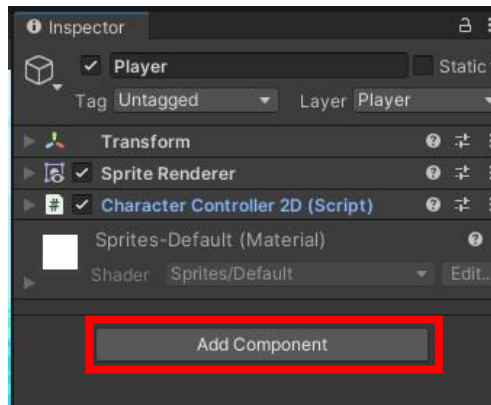 Inspector
Player
Static
Tag Untagged Layer Player
Transform
Sprite Renderer
# Character Controller 2D (Script)
Sprites-Default (Material)
Shader Sprites/Default Edit..
Add Component